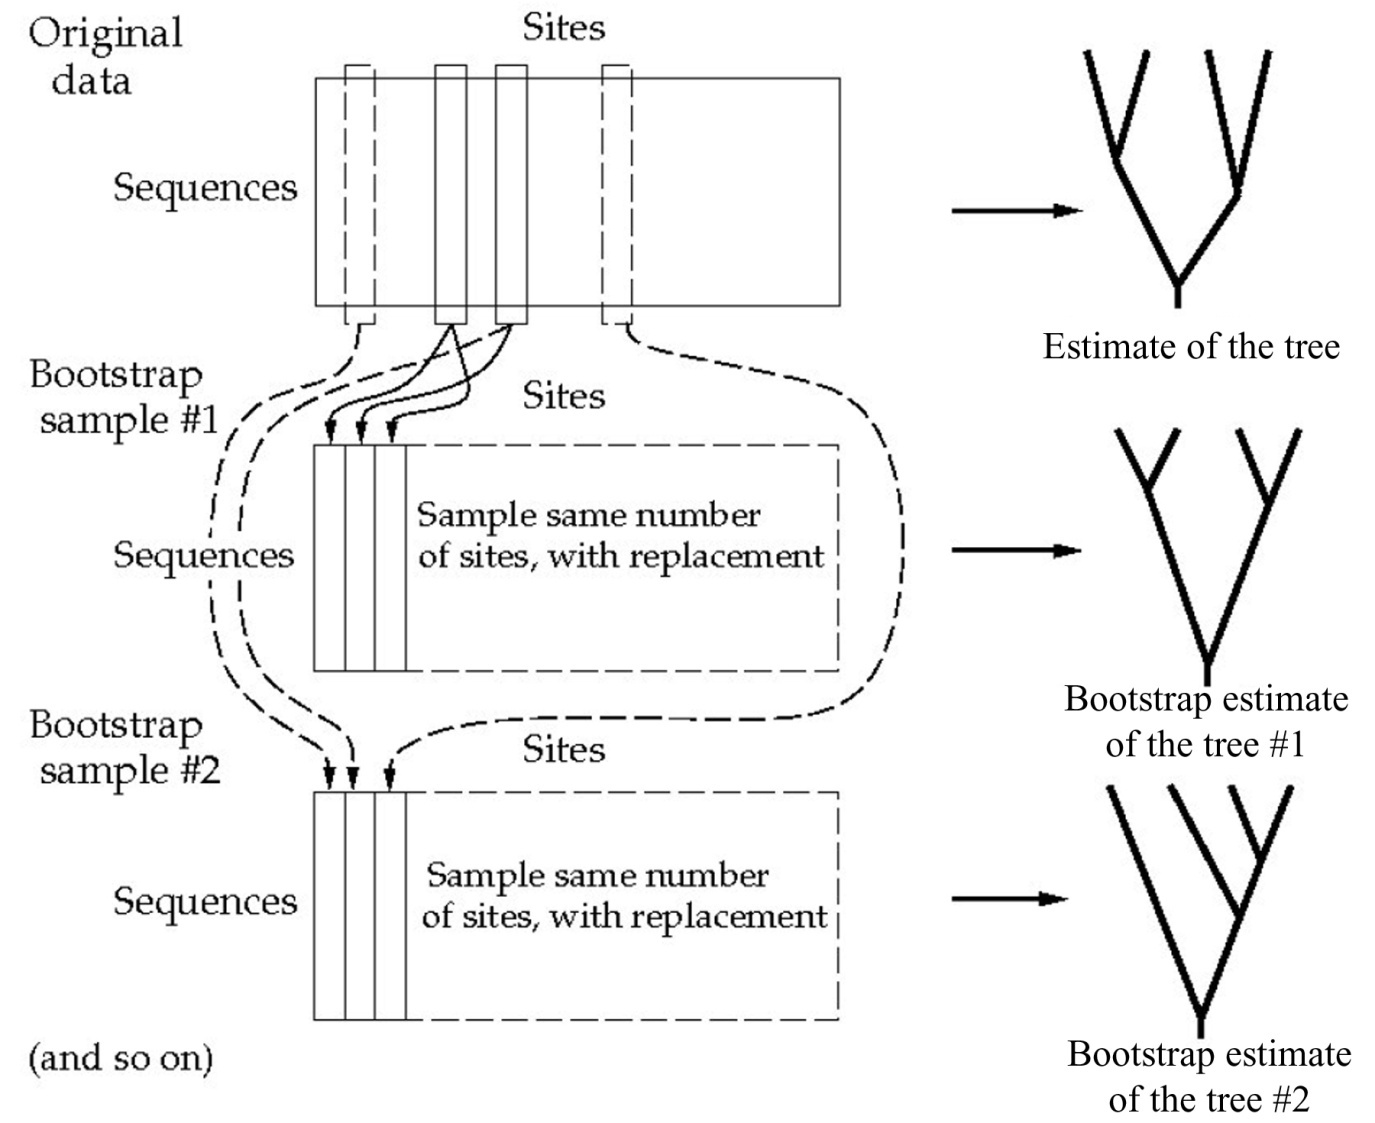 Original
data
Sites
Sequences
Estimate of the tree
Bootstrap
sample #1
Sites
Sequences
Sample same number
of sites, with replacement
Bootstrap estimate
of the tree #1
Bootstrap
sample #2
Sites
Sequences
Sample same number
of sites, with replacement
(and so on)
Bootstrap estimate
of the tree #2